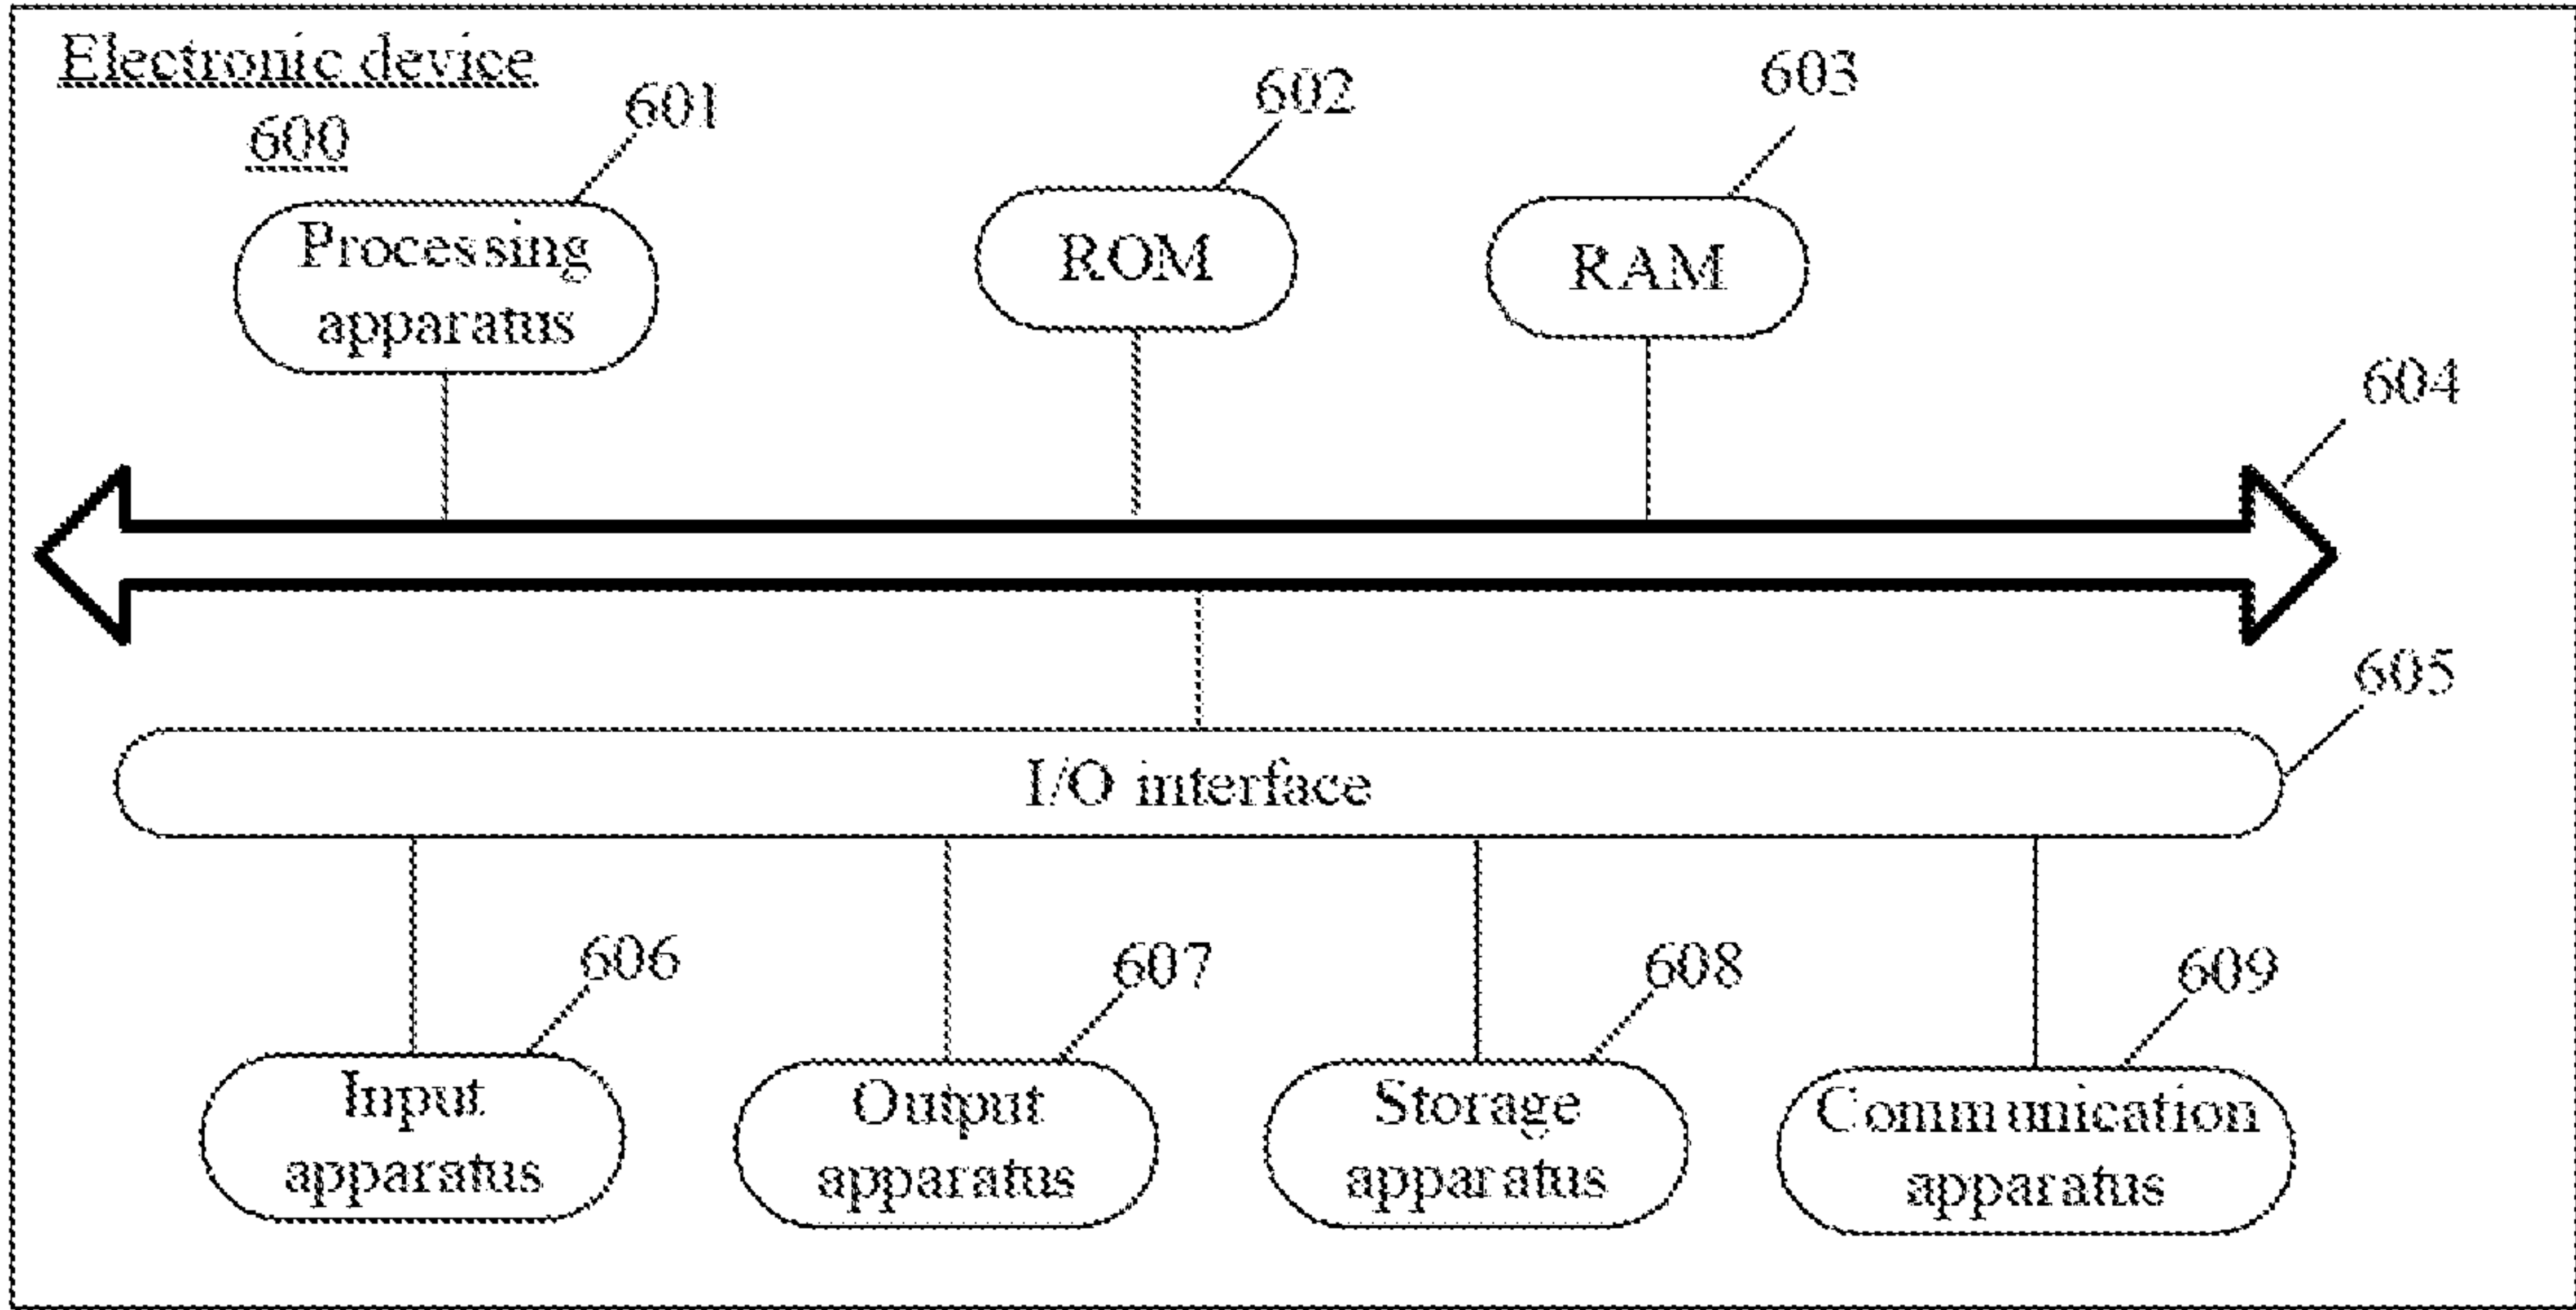 Electronic device
600
601
602
603
Processing
apparatus
ROM
RAM
604
605
I/O interface
606
607
608
609
Input
apparatus
Output
apparatus
Storage
apparatus
Communication
apparatus